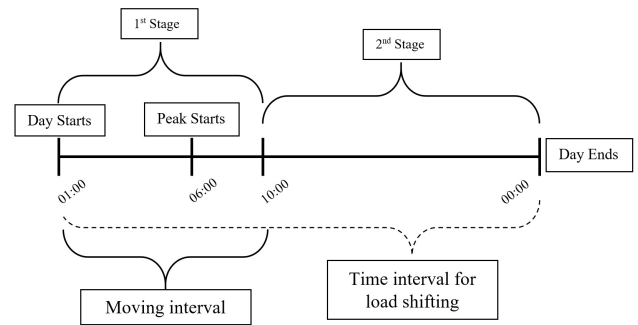 1st Stage
2nd Stage
Day Starts
Peak Starts
Day Ends
01:00
06:00
10:00
00:00
Moving interval
Time interval for
load shifting